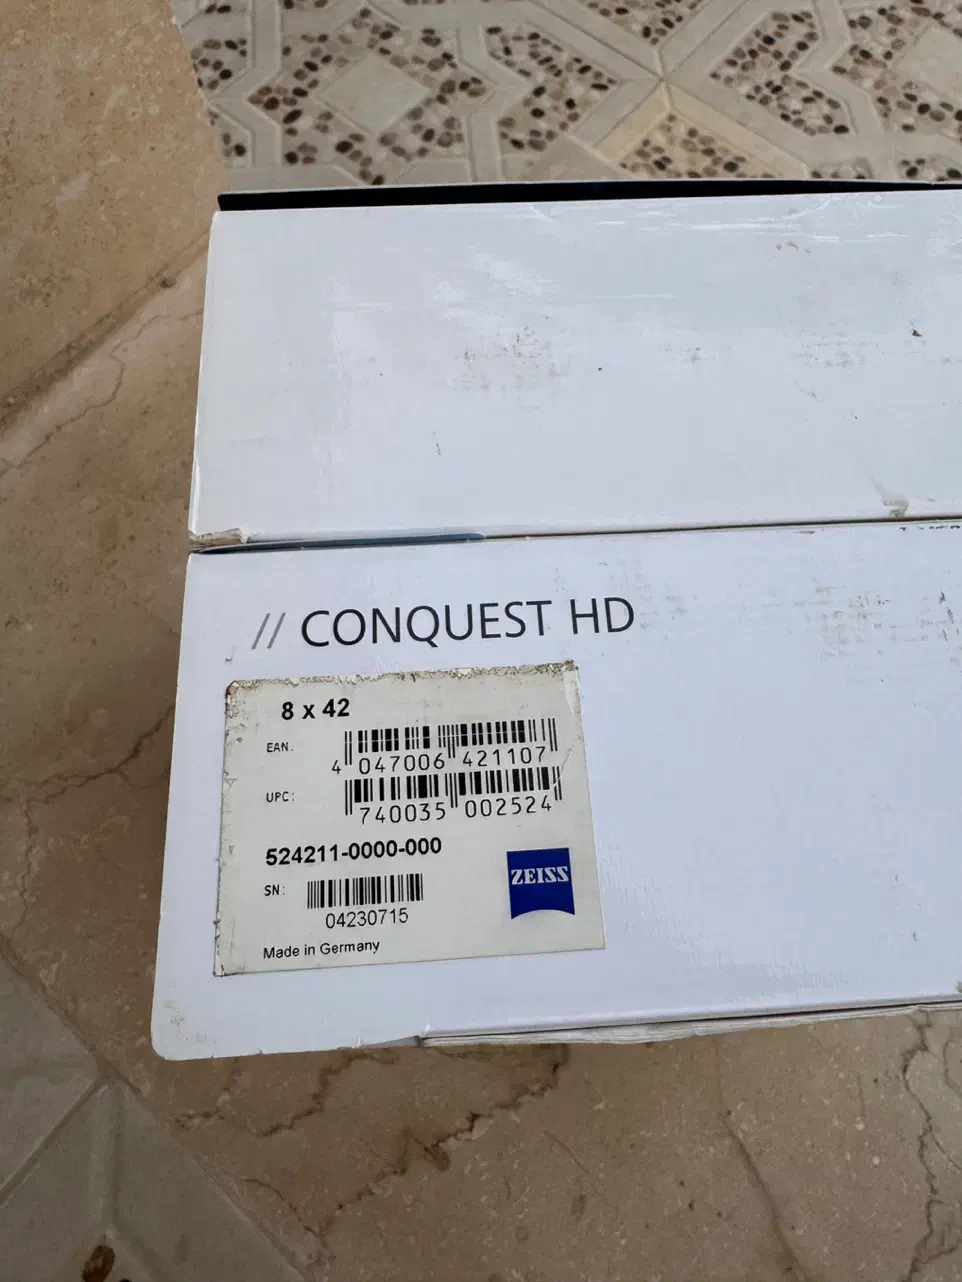 // CONQUEST HD
8 x 42
EAN.
4 047006 421107
UPC:
740035 002524
524211-0000-000
SN:
04230715
ZEISS
Made in Germany